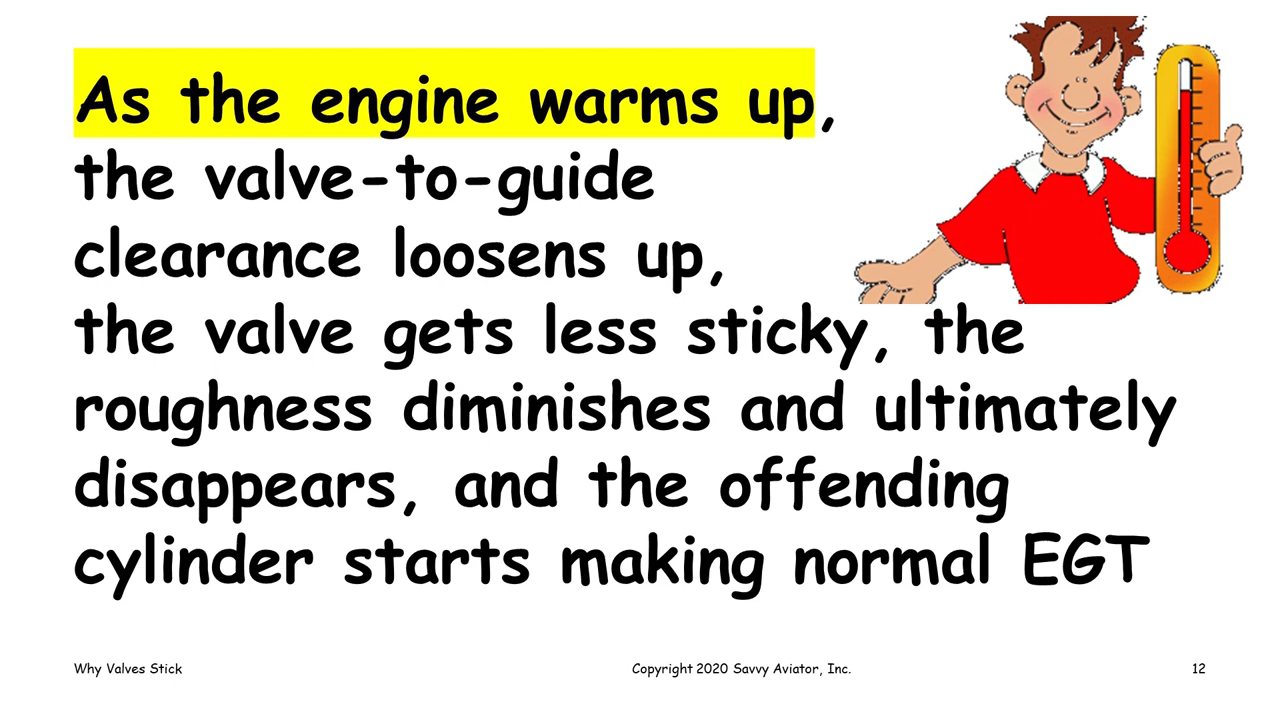 As the engine warms up,
the valve-to-guide
clearance loosens up,
the valve gets less sticky, the
roughness diminishes and ultimately
disappears, and the offending
cylinder starts making normal EGT
Why Valves Stick
Copyright 2020 Savvy Aviator, Inc.
12